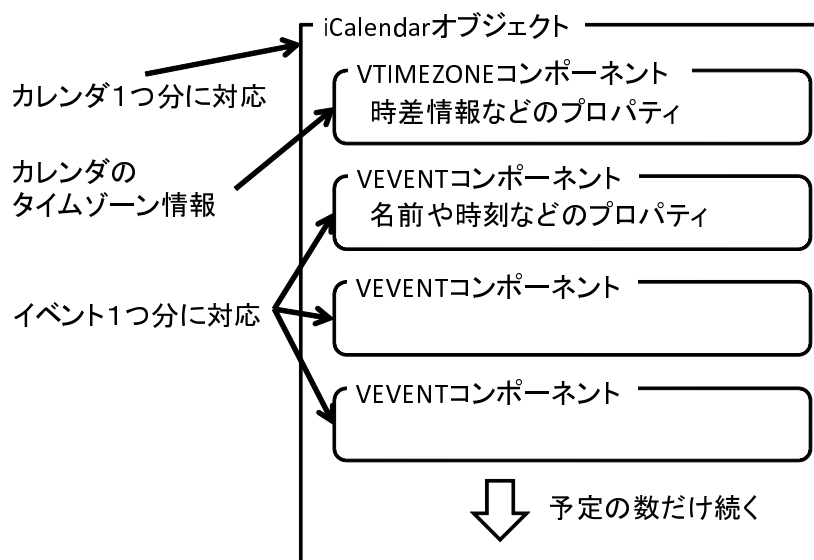 iCalendarオブジェクト
カレンダ１つ分に対応
VTIMEZONEコンポーネント
時差情報などのプロパティ
カレンダの
タイムゾーン情報
VEVENTコンポーネント
名前や時刻などのプロパティ
イベント１つ分に対応
VEVENTコンポーネント
VEVENTコンポーネント
予定の数だけ続く